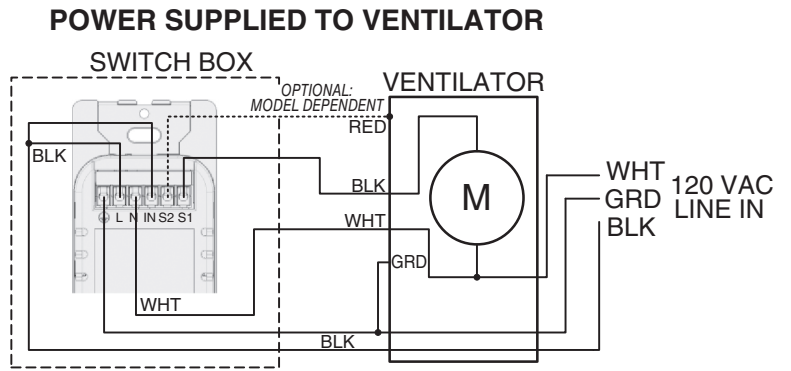 POWER SUPPLIED TO VENTILATOR
SWITCH BOX
OPTIONAL:
MODEL DEPENDENT
VENTILATOR
RED
BLK
BLK
L N IN S2 S1
M
WHT
GRD
BLK
120 VAC
LINE IN
WHT
GRD
WHT
BLK